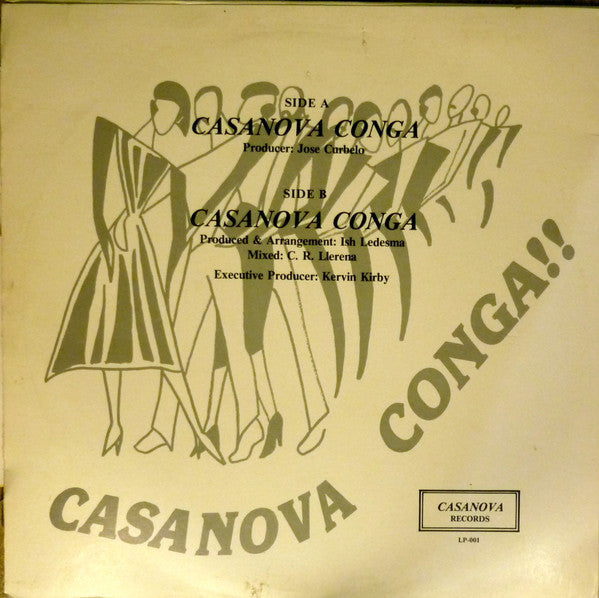 SIDE A
CASANOVA CONGA
Producer: Jose Curbelo
SIDE B
CASANOVA CONGA
Produced & Arrangement: Ish Ledesma
Mixed: C. R. Llerena
Executive Producer: Kervin Kirby
CASANOVA CONGA!!
CASANOVA
RECORDS
LP-001